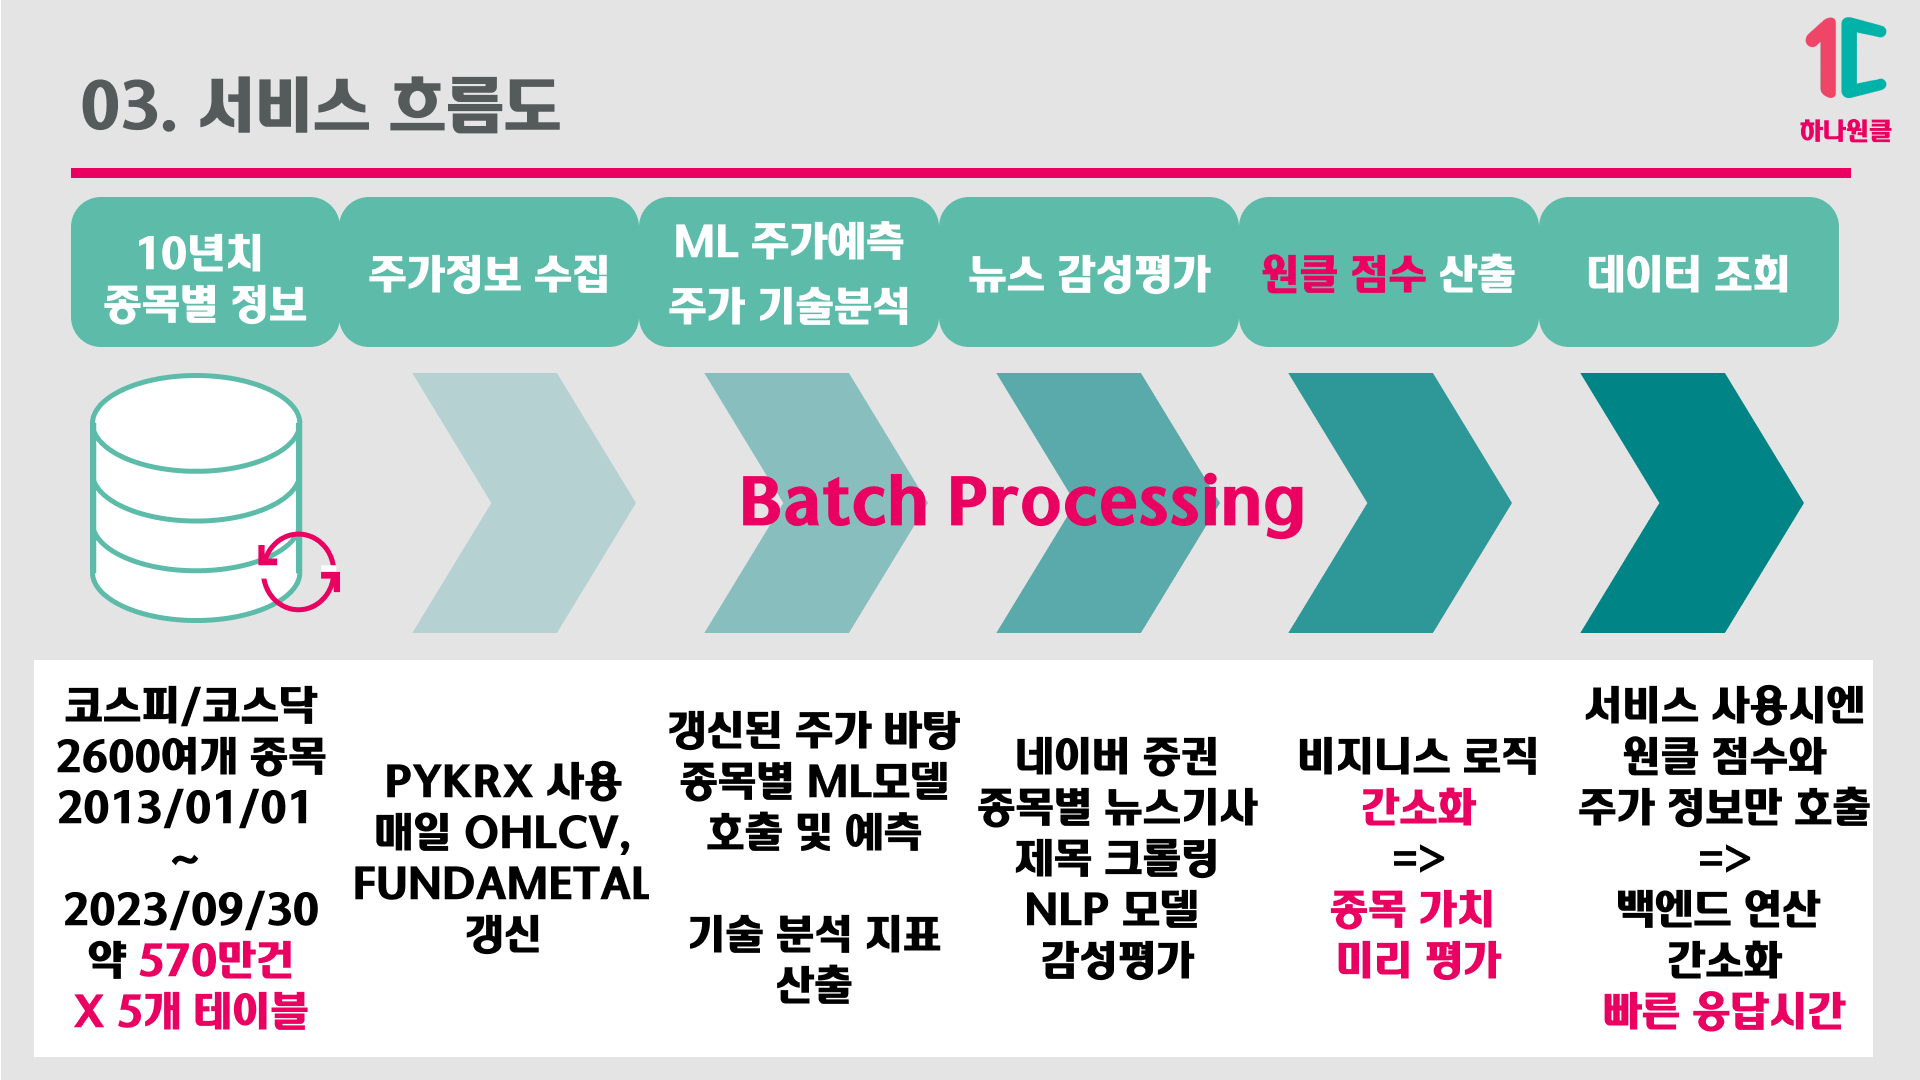 03. 서비스 흐름도
하나원클
10년치
종목별 정보
주가정보 수집
ML 주가예측
주가 기술분석
뉴스 감성평가
원클 점수 산출
데이터 조회
Batch Processing
코스피/코스닥
2600여개 종목
2013/01/01
~
2023/09/30
약 570만건
X 5개 테이블
PYKRX 사용
매일 OHLCV,
FUNDAMETAL
갱신
갱신된 주가 바탕
종목별 ML모델
호출 및 예측
기술 분석 지표
산출
네이버 증권
종목별 뉴스기사
제목 크롤링
NLP 모델
감성평가
비지니스 로직
간소화
=>
종목 가치
미리 평가
서비스 사용시엔
원클 점수와
주가 정보만 호출
=>
백엔드 연산
간소화
빠른 응답시간